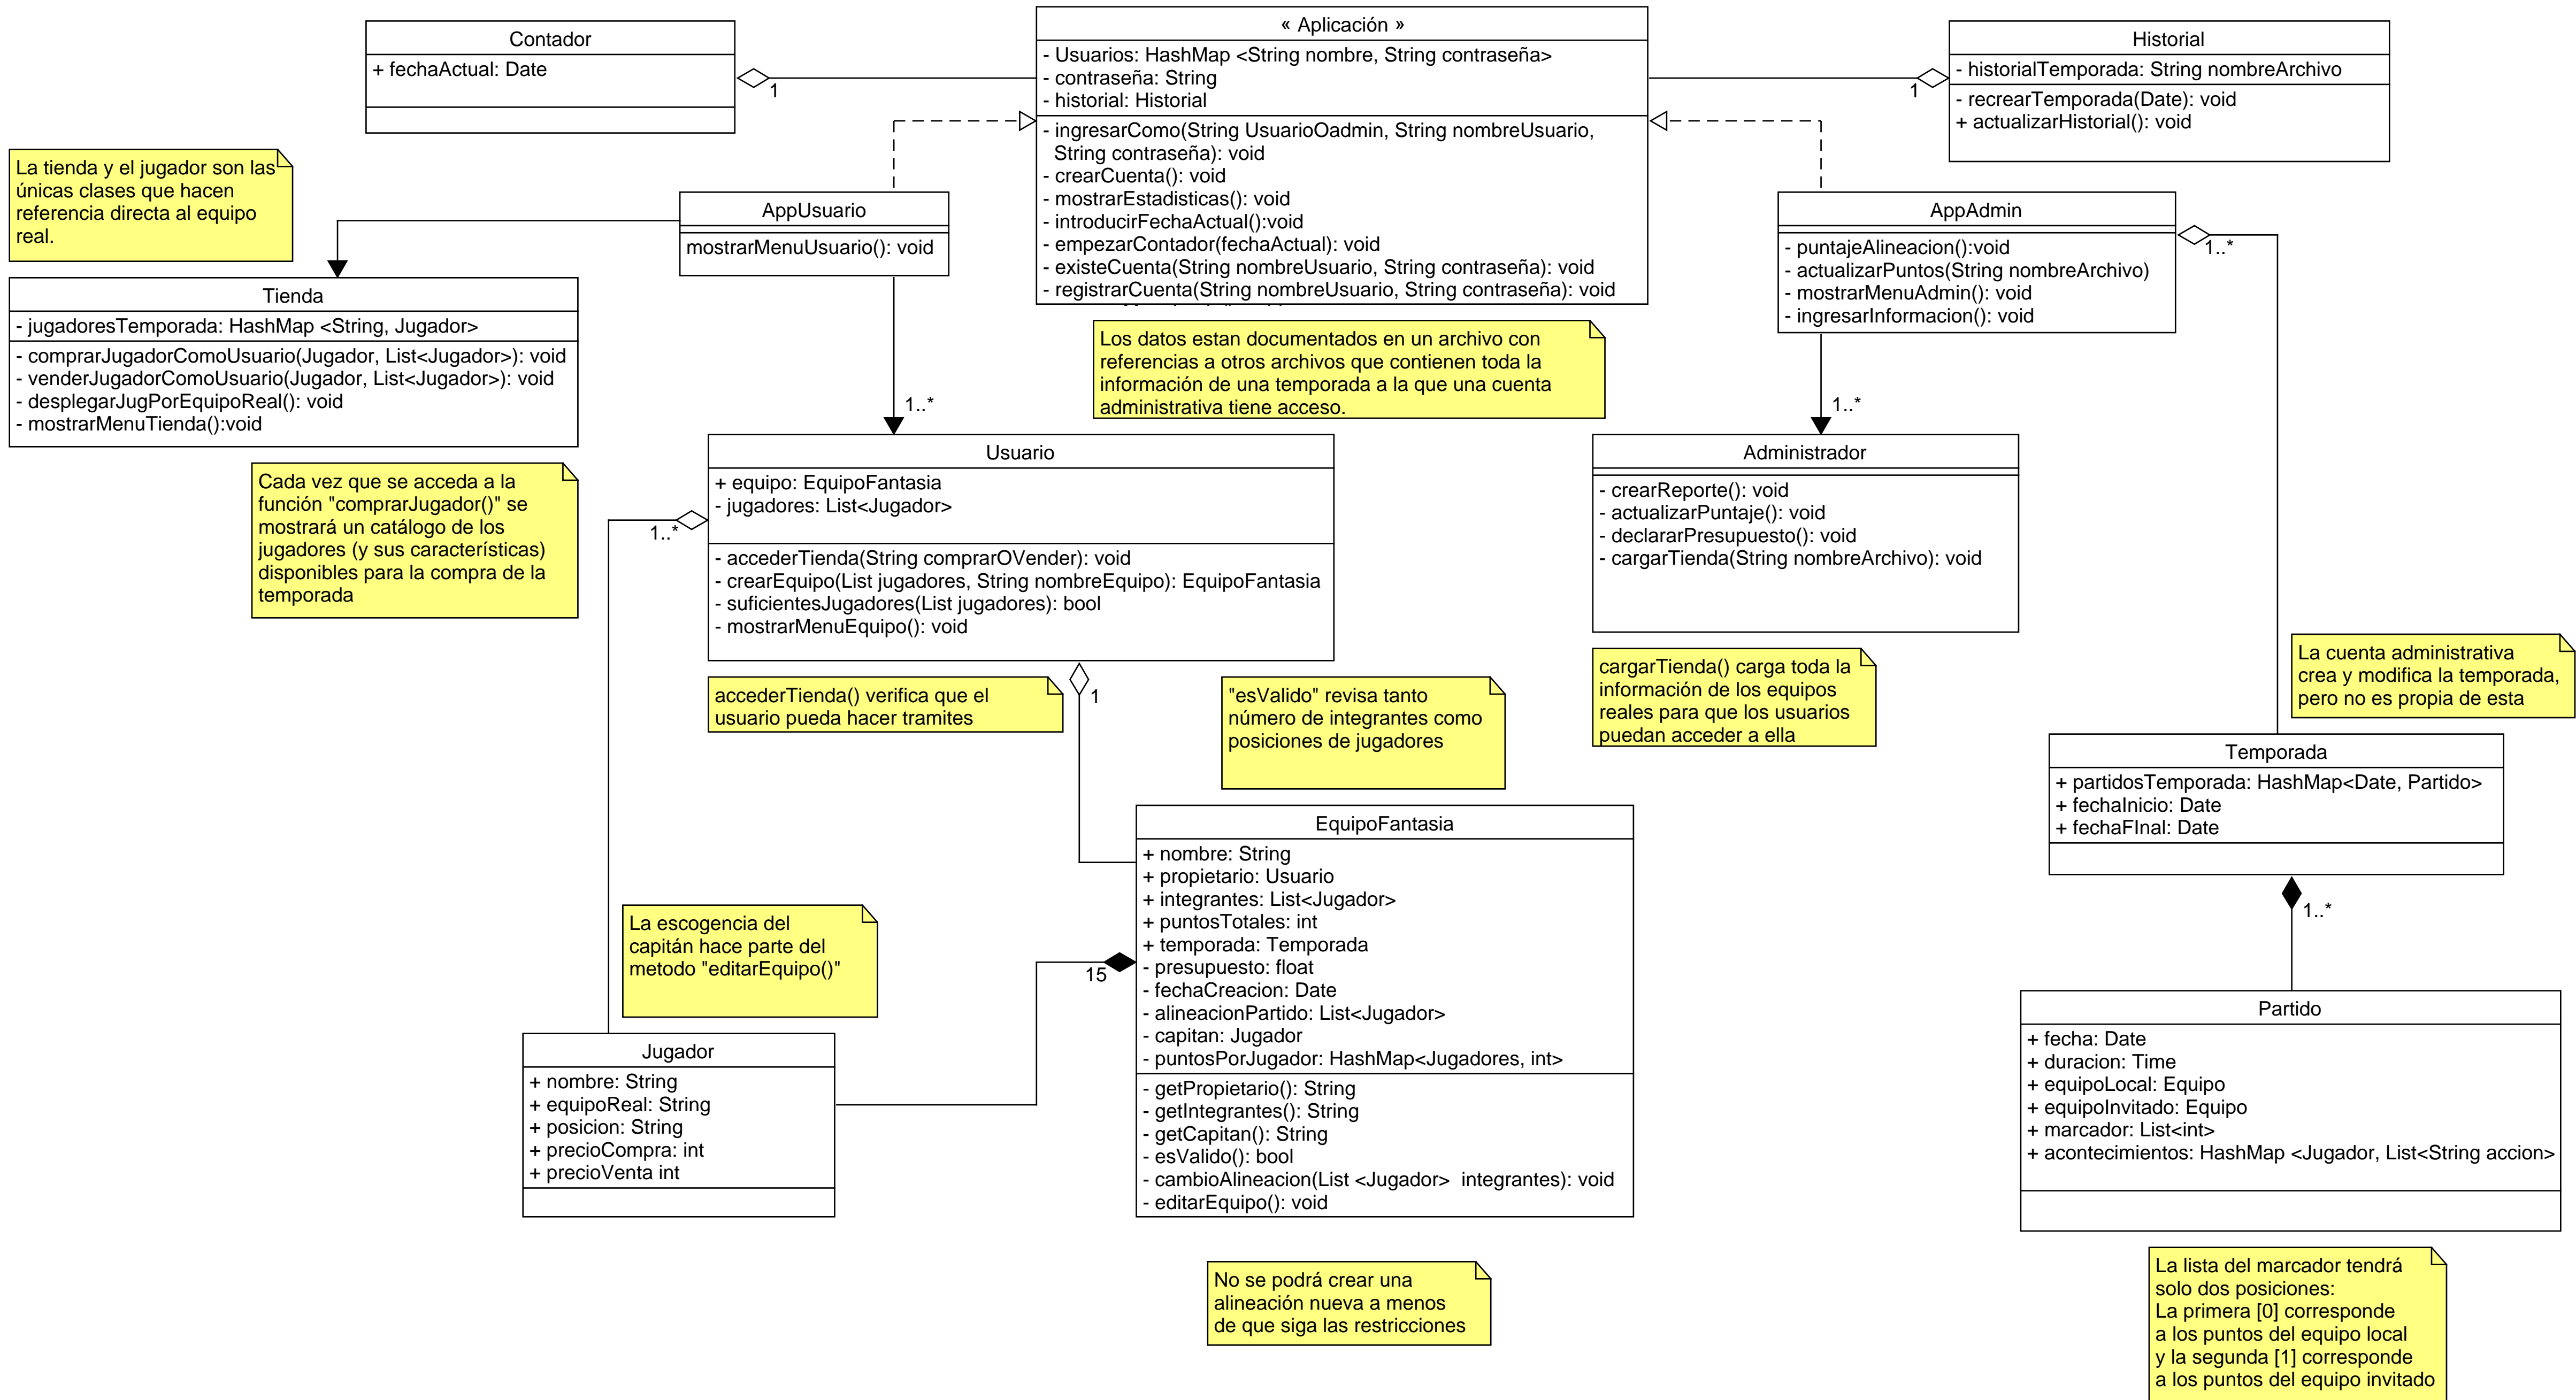 Contador
+ fechaActual: Date
1
« Aplicación »
- Usuarios: HashMap <String nombre, String contraseña>
- contraseña: String
- historial: Historial
- ingresarComo(String UsuarioOadmin, String nombreUsuario,
String contraseña): void
- crearCuenta(): void
- mostrarEstadisticas(): void
- introducirFechaActual():void
- empezarContador(fechaActual): void
- existeCuenta(String nombreUsuario, String contraseña): void
- registrarCuenta(String nombreUsuario, String contraseña): void
Historial
- historialTemporada: String nombreArchivo
- recrearTemporada(Date): void
+ actualizarHistorial(): void
1
La tienda y el jugador son las
únicas clases que hacen
referencia directa al equipo
real.
AppUsuario
mostrarMenuUsuario(): void
AppAdmin
- puntajeAlineacion():void
- actualizarPuntos(String nombreArchivo)
- mostrarMenuAdmin(): void
- ingresarInformacion(): void
1..*
Tienda
- jugadoresTemporada: HashMap <String, Jugador>
- comprarJugadorComoUsuario(Jugador, List<Jugador>): void
- venderJugadorComoUsuario(Jugador, List<Jugador>): void
- desplegarJugPorEquipoReal(): void
- mostrarMenuTienda():void
Los datos estan documentados en un archivo con
referencias a otros archivos que contienen toda la
información de una temporada a la que una cuenta
administrativa tiene acceso.
1..*
1..*
Cada vez que se acceda a la
función "comprarJugador()" se
mostrará un catálogo de los
jugadores (y sus características)
disponibles para la compra de la
temporada
Usuario
+ equipo: EquipoFantasia
- jugadores: List<Jugador>
- accederTienda(String comprarOVender): void
- crearEquipo(List jugadores, String nombreEquipo): EquipoFantasia
- suficientesJugadores(List jugadores): bool
- mostrarMenuEquipo(): void
1..*
Administrador
- crearReporte(): void
- actualizarPuntaje(): void
- declararPresupuesto(): void
- cargarTienda(String nombreArchivo): void
accederTienda() verifica que el
usuario pueda hacer tramites
1
"esValido" revisa tanto
número de integrantes como
posiciones de jugadores
cargarTienda() carga toda la
información de los equipos
reales para que los usuarios
puedan acceder a ella
La cuenta administrativa
crea y modifica la temporada,
pero no es propia de esta
Temporada
+ partidosTemporada: HashMap<Date, Partido>
+ fechaInicio: Date
+ fechaFInal: Date
1..*
EquipoFantasia
+ nombre: String
+ propietario: Usuario
+ integrantes: List<Jugador>
+ puntosTotales: int
+ temporada: Temporada
- presupuesto: float
- fechaCreacion: Date
- alineacionPartido: List<Jugador>
- capitan: Jugador
- puntosPorJugador: HashMap<Jugadores, int>
- getPropietario(): String
- getIntegrantes(): String
- getCapitan(): String
- esValido(): bool
- cambioAlineacion(List <Jugador>  integrantes): void
- editarEquipo(): void
15
La escogencia del
capitán hace parte del
metodo "editarEquipo()"
Jugador
+ nombre: String
+ equipoReal: String
+ posicion: String
+ precioCompra: int
+ precioVenta int
Partido
+ fecha: Date
+ duracion: Time
+ equipoLocal: Equipo
+ equipoInvitado: Equipo
+ marcador: List<int>
+ acontecimientos: HashMap <Jugador, List<String accion>
No se podrá crear una
alineación nueva a menos
de que siga las restricciones
La lista del marcador tendrá
solo dos posiciones:
La primera [0] corresponde
a los puntos del equipo local
y la segunda [1] corresponde
a los puntos del equipo invitado